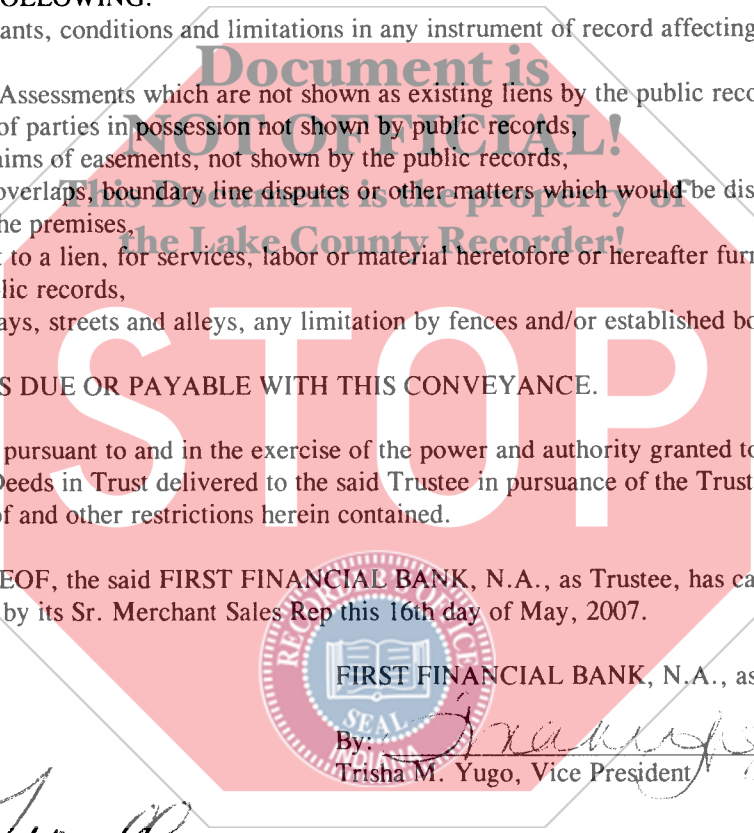 OLLOWING:
ants, conditions and limitations in any instrument of record affecting
Document is
Assessments which are not shown as existing liens by the public reco
of parties in possession not shown by public records,
NOT OFFICIAL!
aims of easements, not shown by the public records,
overlaps, boundary line disputes or other matters which would be dis
This Document is the property of
he premises,
the Lake County Recorder!
t to a lien, for services, labor or material heretofore or hereafter furn
lic records,
ays, streets and alleys, any limitation by fences and/or established bo
STOP
S DUE OR PAYABLE WITH THIS CONVEYANCE.
pursuant to and in the exercise of the power and authority granted to
Deeds in Trust delivered to the said Trustee in pursuance of the Trust
of and other restrictions herein contained.
EOF, the said FIRST FINANCIAL BANK, N.A., as Trustee, has ca
by its Sr. Merchant Sales Rep this 16th day of May, 2007.
RECORDER'S OFFICE
SEAL
INDIANA
FIRST FINANCIAL BANK, N.A., as
By:
Trisha M. Yugo, Vice President